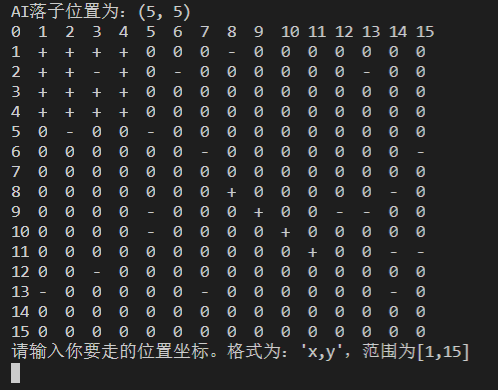 AI落子位置为：(5, 5)
0 1 2 3 4 5 6 7 8 9 10 11 12 13 14 15
1 + + + + 0 0 0 - 0 0 0 0 0 0 0
2 + + - + 0 - 0 0 0 0 0 0 - 0 0
3 + + + + 0 0 0 0 0 0 0 0 0 0 0
4 + + + + 0 0 0 0 0 0 0 0 0 0 0
5 0 - 0 0 - 0 0 0 0 0 0 0 0 0 0
6 0 0 0 0 0 0 - 0 0 0 0 0 0 0 -
7 0 0 0 0 0 0 0 0 0 0 0 0 0 0 0
8 0 0 0 0 0 0 0 + 0 0 0 0 0 - 0
9 0 0 0 0 - 0 0 0 + 0 0 - - 0 0
10 0 0 0 0 - 0 0 0 0 + 0 0 0 0 0
11 0 0 0 0 0 0 0 0 0 0 + 0 0 - -
12 0 0 - 0 0 0 0 0 0 0 0 0 0 0 0
13 - 0 0 0 0 0 - 0 0 0 0 0 0 - 0
14 0 0 0 0 0 0 0 0 0 0 0 0 0 0 0
15 0 0 0 0 0 0 0 0 0 0 0 0 0 0 0
请输入你要走的位置坐标。格式为：'x,y'，范围为[1,15]